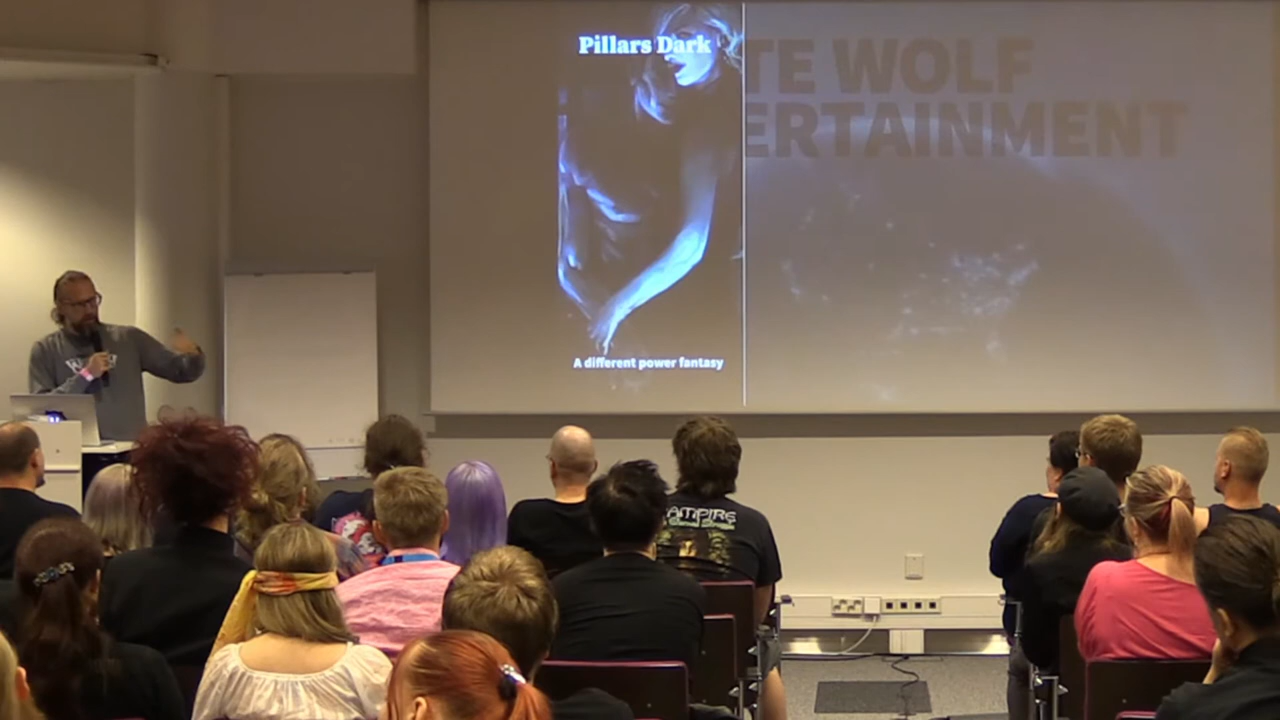 Pillars Dark
TE WOLF
ERTAINMENT
A different power fantasy
AMPIRE